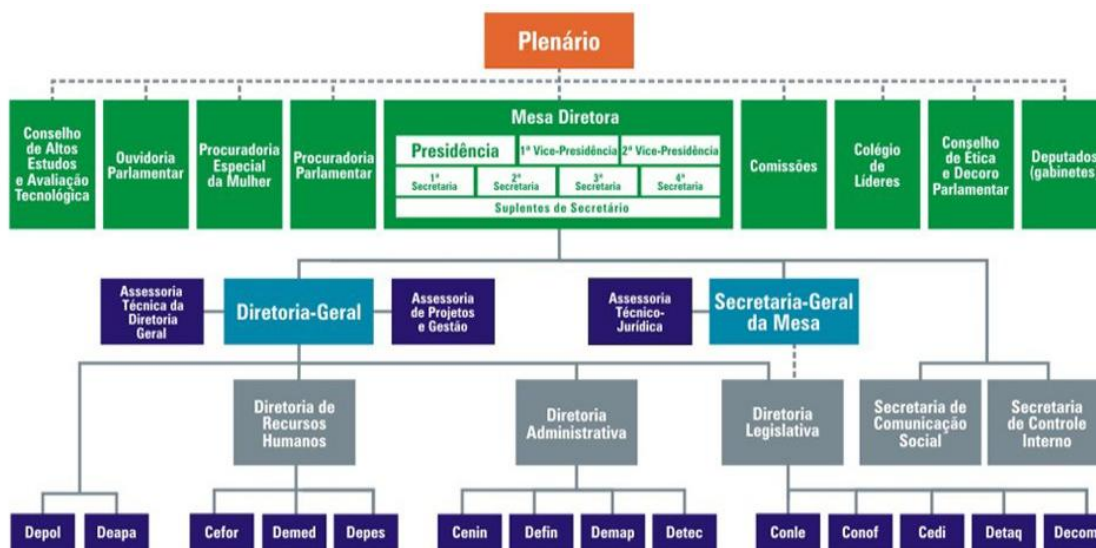 Plenário
Conselho
de Altos
Estudos
e Avaliação
Tecnológica
Ouvidoria
Parlamentar
Procuradoria
Especial
da Mulher
Procuradoria
Parlamentar
Mesa Diretora
Presidência
1ª Vice-Presidência
2ª Vice-Presidência
1ª
Secretaria
2ª
Secretaria
3ª
Secretaria
4ª
Secretaria
Suplentes de Secretário
Comissões
Colégio
de
Líderes
Conselho
de Ética
e Decoro
Parlamentar
Deputados
(gabinetes)
Assessoria
Técnica da
Diretoria
Geral
Diretoria-Geral
Assessoria
de Projetos
e Gestão
Assessoria
Técnico-
Jurídica
Secretaria-Geral
da Mesa
Diretoria de
Recursos
Humanos
Diretoria
Administrativa
Diretoria
Legislativa
Secretaria de
Comunicação
Social
Secretaria
de Controle
Interno
Depol
Deapa
Cefor
Demed
Depes
Cenin
Defin
Demap
Detec
Conle
Conof
Cedi
Detaq
Decom